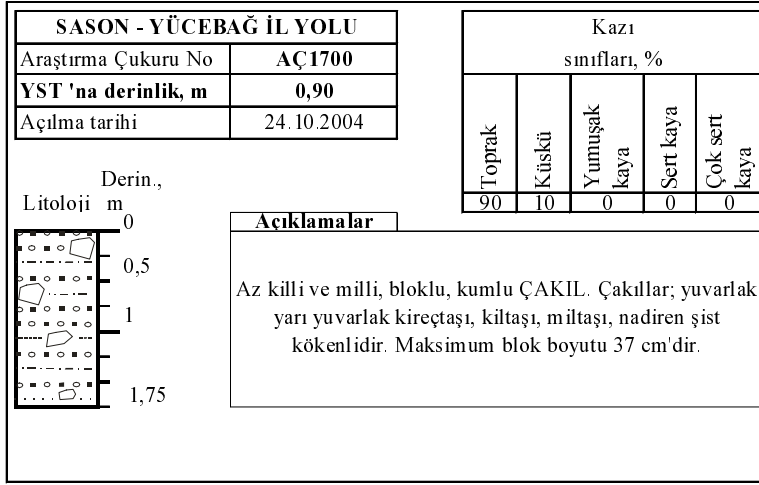 SASON - YÜCEBAĞ İL YOLU
Araştırma Çukuru No AÇ1700
YST 'na derinlik, m 0,90
Açılma tarihi 24.10.2004
Kazı
sınıfları, %
Toprak
Küskü
Yumuşak
kaya
Sert kaya
Çok sert
kaya
90 10 0 0 0
Derin.,
Litoloji m
0
0,5
1
1,75
Açıklamalar
Az killi ve milli, bloklu, kumlu ÇAKIL. Çakıllar; yuvarlak
yarı yuvarlak kireçtaşı, kiltaşı, miltaşı, nadiren şist
kökenlidir. Maksimum blok boyutu 37 cm'dir.